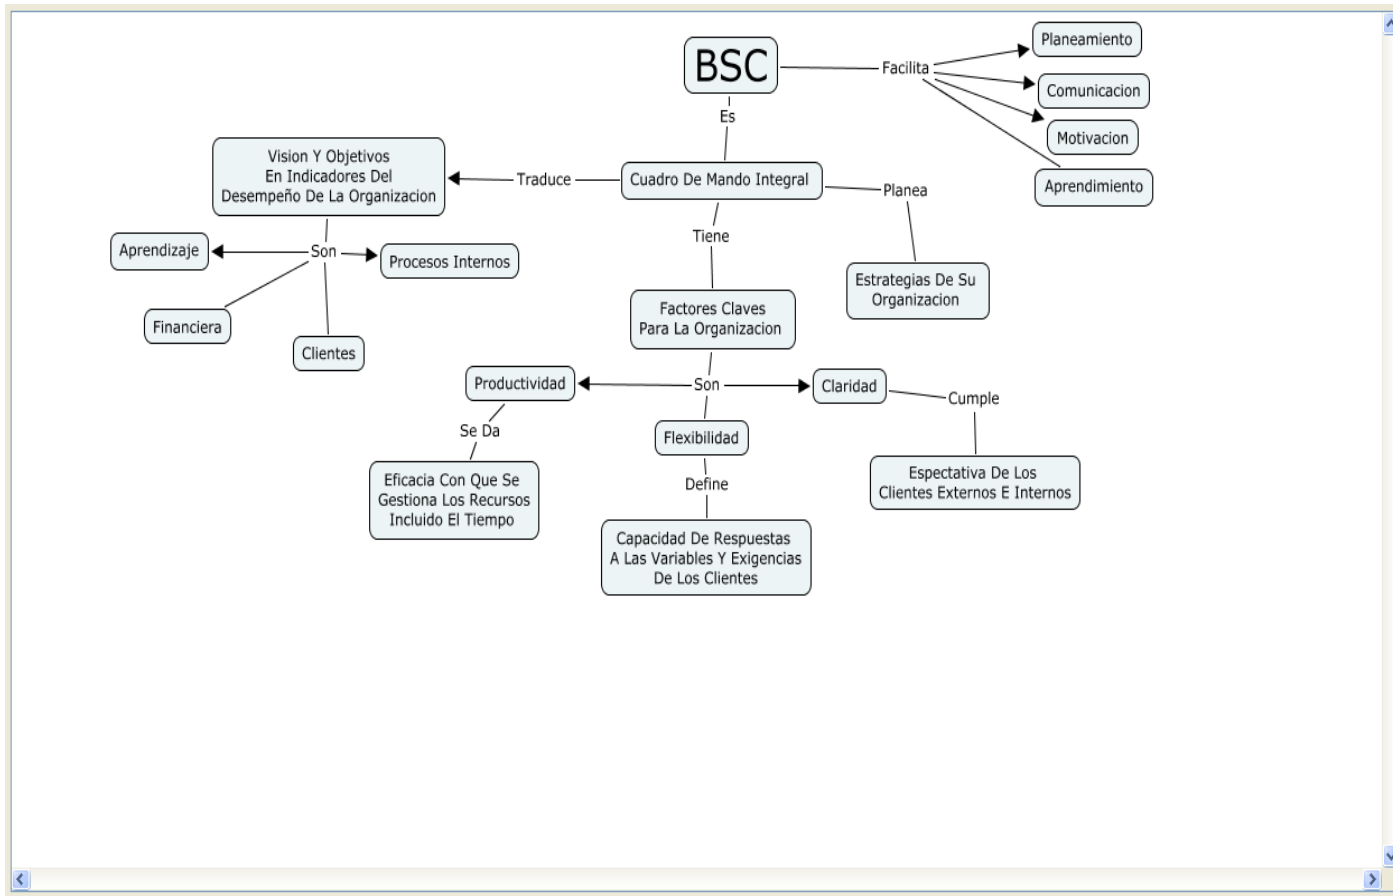 BSC
Facilita
Planeamiento
Comunicacion
Motivacion
Aprendimiento
Es
Vision Y Objetivos
En Indicadores Del
Desempeño De La Organizacion
Traduce
Cuadro De Mando Integral
Planea
Estrategias De Su
Organizacion
Aprendizaje
Son
Procesos Internos
Financiera
Clientes
Tiene
Factores Claves
Para La Organizacion
Productividad
Son
Claridad
Cumple
Se Da
Flexibilidad
Eficacia Con Que Se
Gestiona Los Recursos
Incluido El Tiempo
Define
Espectativa De Los
Clientes Externos E Internos
Capacidad De Respuestas
A Las Variables Y Exigencias
De Los Clientes